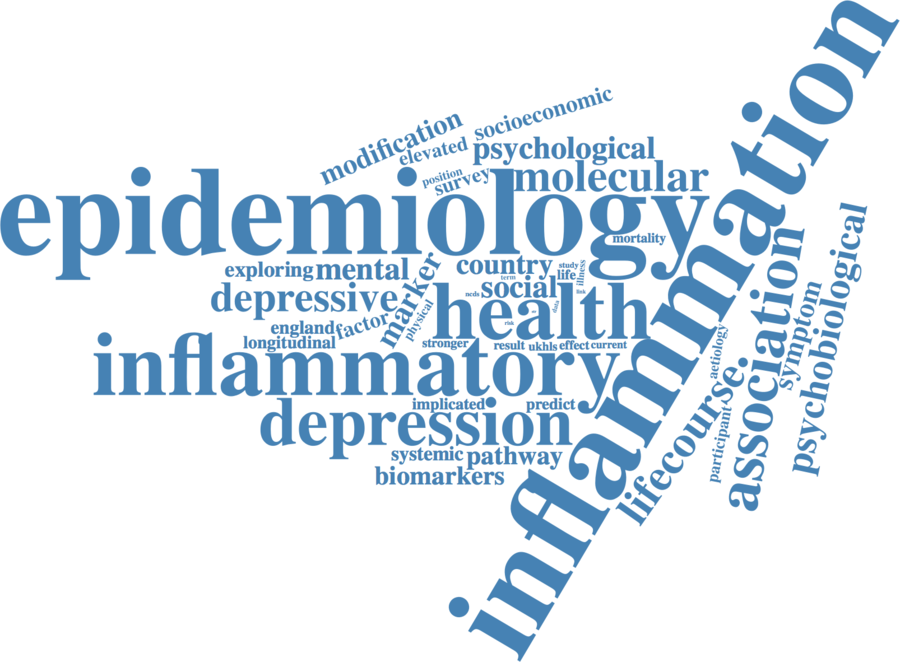 inflammation
socioeconomic
modification
elevated
psychological
position
survey
molecular
epidemiology
mortality
exploring
mental
marker
country
study
illness
term
life
depressive
social
ncds
link
physical
health
data
risk
england
factor
longitudinal
stronger
result
ukhls
effect
current
inflammatory
implicated
predict
depression
systemic
pathway
biomarkers
aetiology
lifecourse
participant
association
symptom
psychobiological